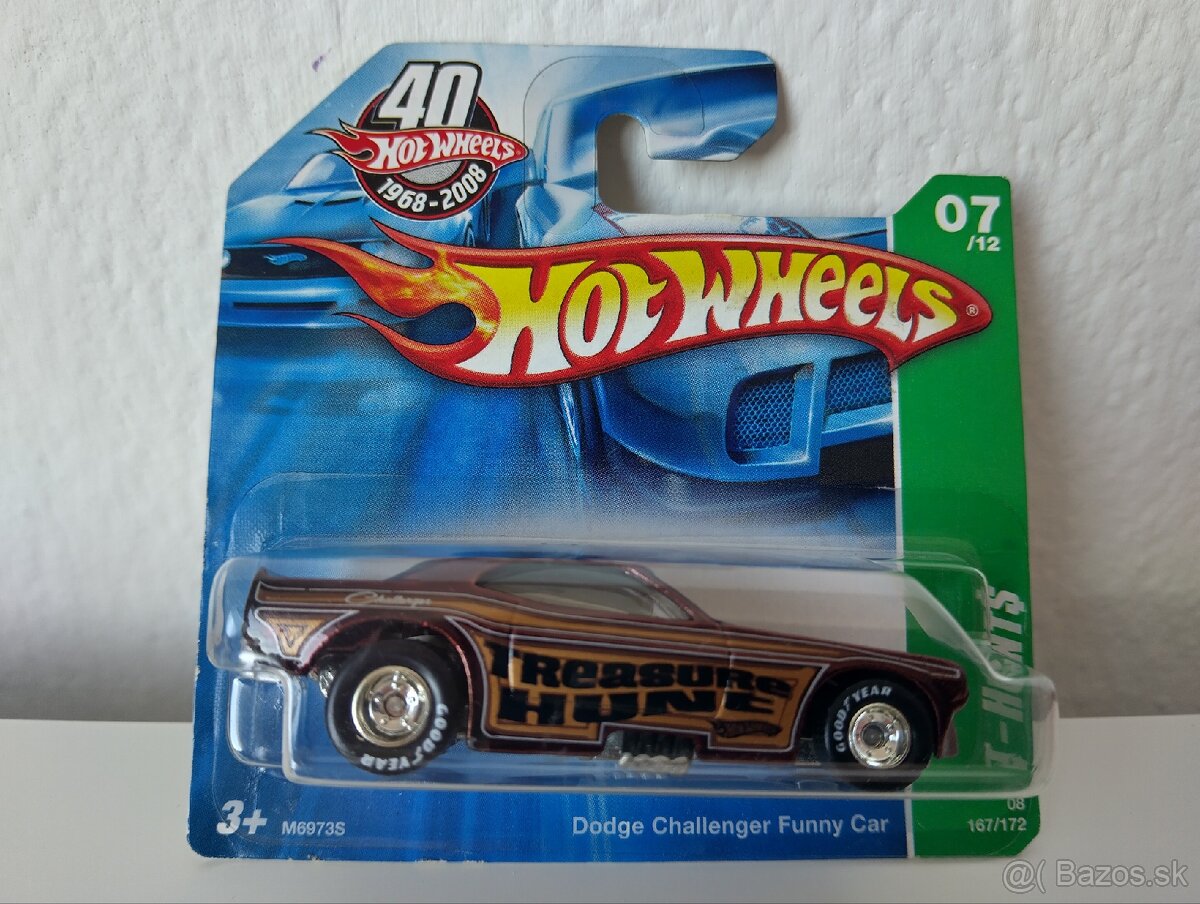 40
HOT WHEELS
1968-2008
07
/12
HOT WHEELS®
T-HUNT$
Challenger
TREASURE
HUNT
GOODYEAR
GOODYEAR
3+
M6973S
Dodge Challenger Funny Car
08
167/172
@( Bazos.sk